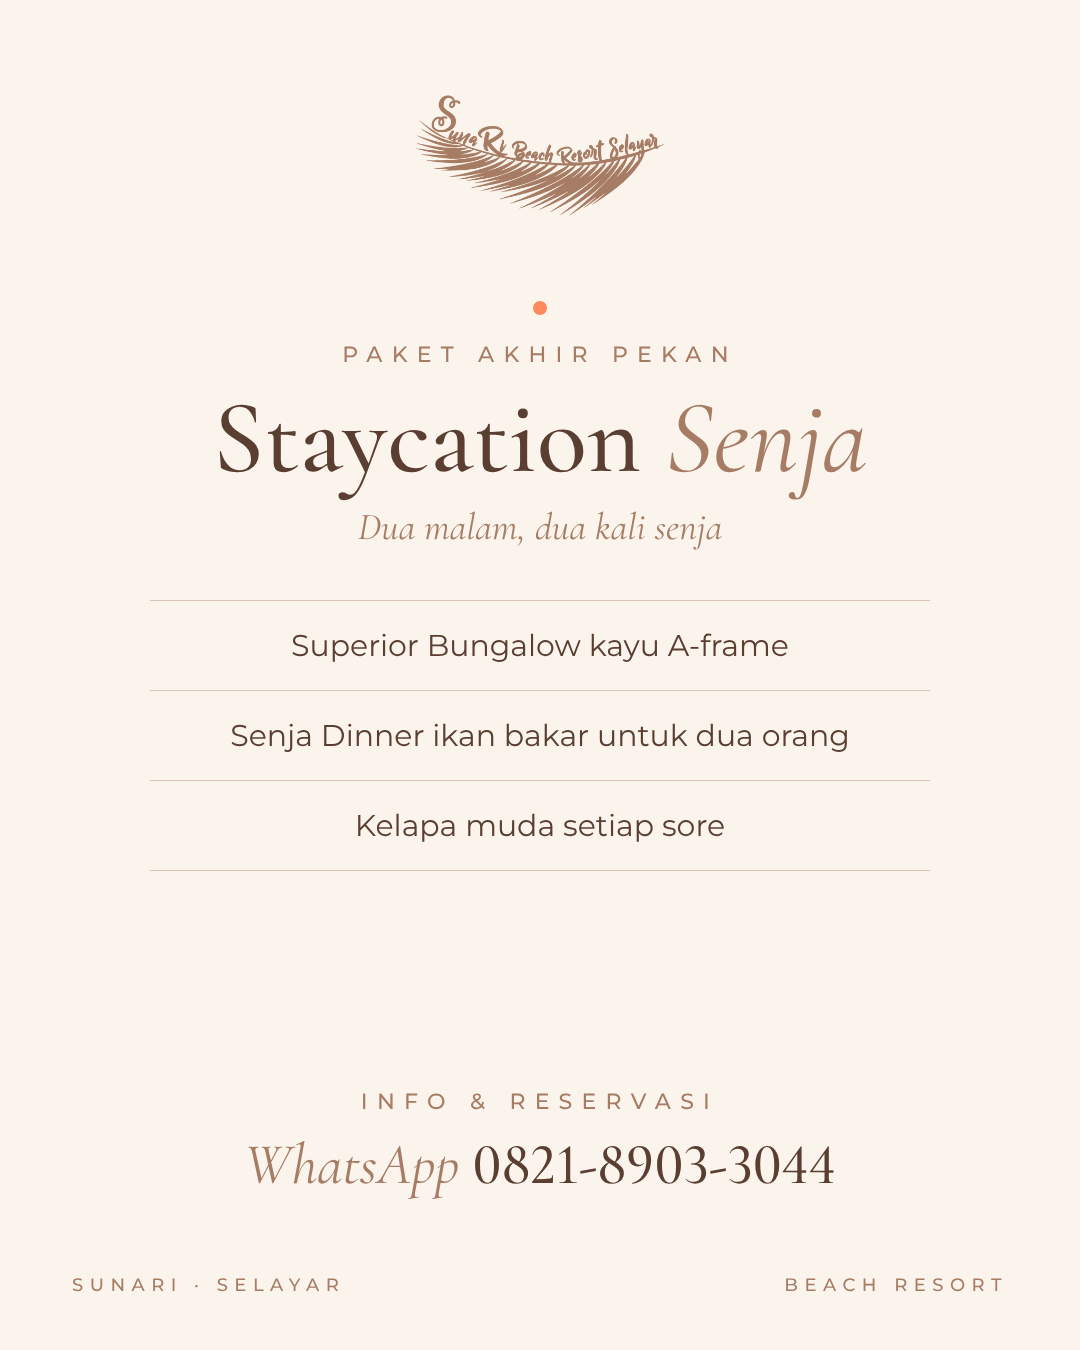 SunaRi Beach Resort Selayar
PAKET AKHIR PEKAN
Staycation Senja
Dua malam, dua kali senja
Superior Bungalow kayu A-frame
Senja Dinner ikan bakar untuk dua orang
Kelapa muda setiap sore
INFO & RESERVASI
WhatsApp 0821-8903-3044
SUNARI · SELAYAR
BEACH RESORT